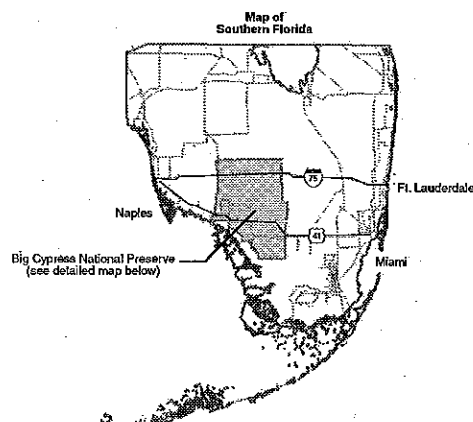 Map of
Southern Florida
75
Ft. Lauderdale
Naples
41
Big Cypress National Preserve
(see detailed map below)
Miami